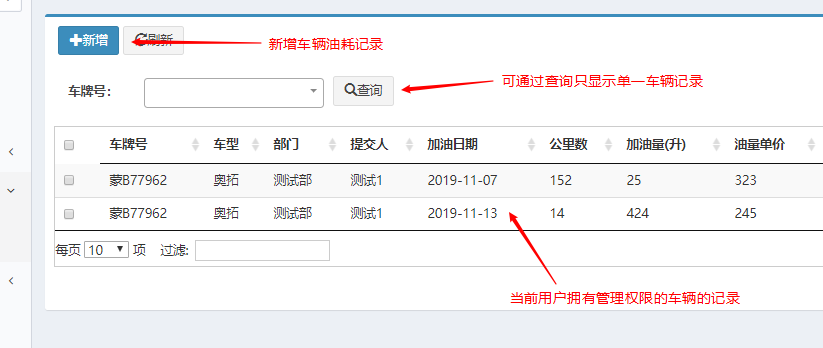 新增 刷新 新增车辆油耗记录
车牌号: 查询 可通过查询只显示单一车辆记录
车牌号 车型 部门 提交人 加油日期 公里数 加油量(升) 油量单价
蒙B77962 奥拓 测试部 测试1 2019-11-07 152 25 323
蒙B77962 奥拓 测试部 测试1 2019-11-13 14 424 245
每页 10 项 过滤:
当前用户拥有管理权限的车辆的记录